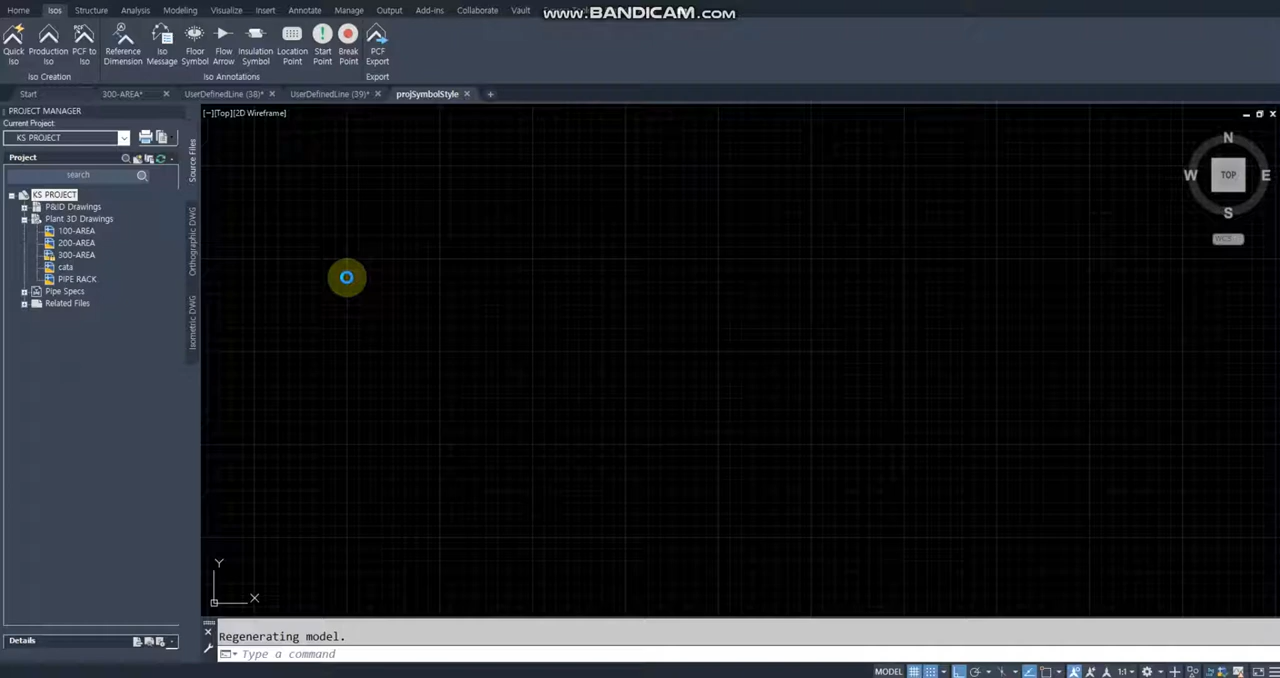 www.BANDICAM.com
Home Isos Structure Analysis Modeling Visualize Insert Annotate Manage Output Add-ins Collaborate Vault
Quick Iso
Production Iso
PCF to Iso
Reference Dimension
Iso Message
Floor Symbol
Flow Arrow
Insulation Symbol
Location Point
Start Point
Break Point
PCF Export
Iso Creation Iso Annotations Export
Start 300-AREA* UserDefinedLine (38)* UserDefinedLine (39)* projSymbolStyle
PROJECT MANAGER
Current Project:
KS PROJECT
Project
search
KS PROJECT
P&ID Drawings
Plant 3D Drawings
100-AREA
200-AREA
300-AREA
cata
PIPE RACK
Pipe Specs
Related Files
Details
Source Files
Orthographic DWG
Isometric DWG
[−][Top][2D Wireframe]
N
W TOP E
S
WCS
Y
X
Regenerating model.
Type a command
MODEL 1:1